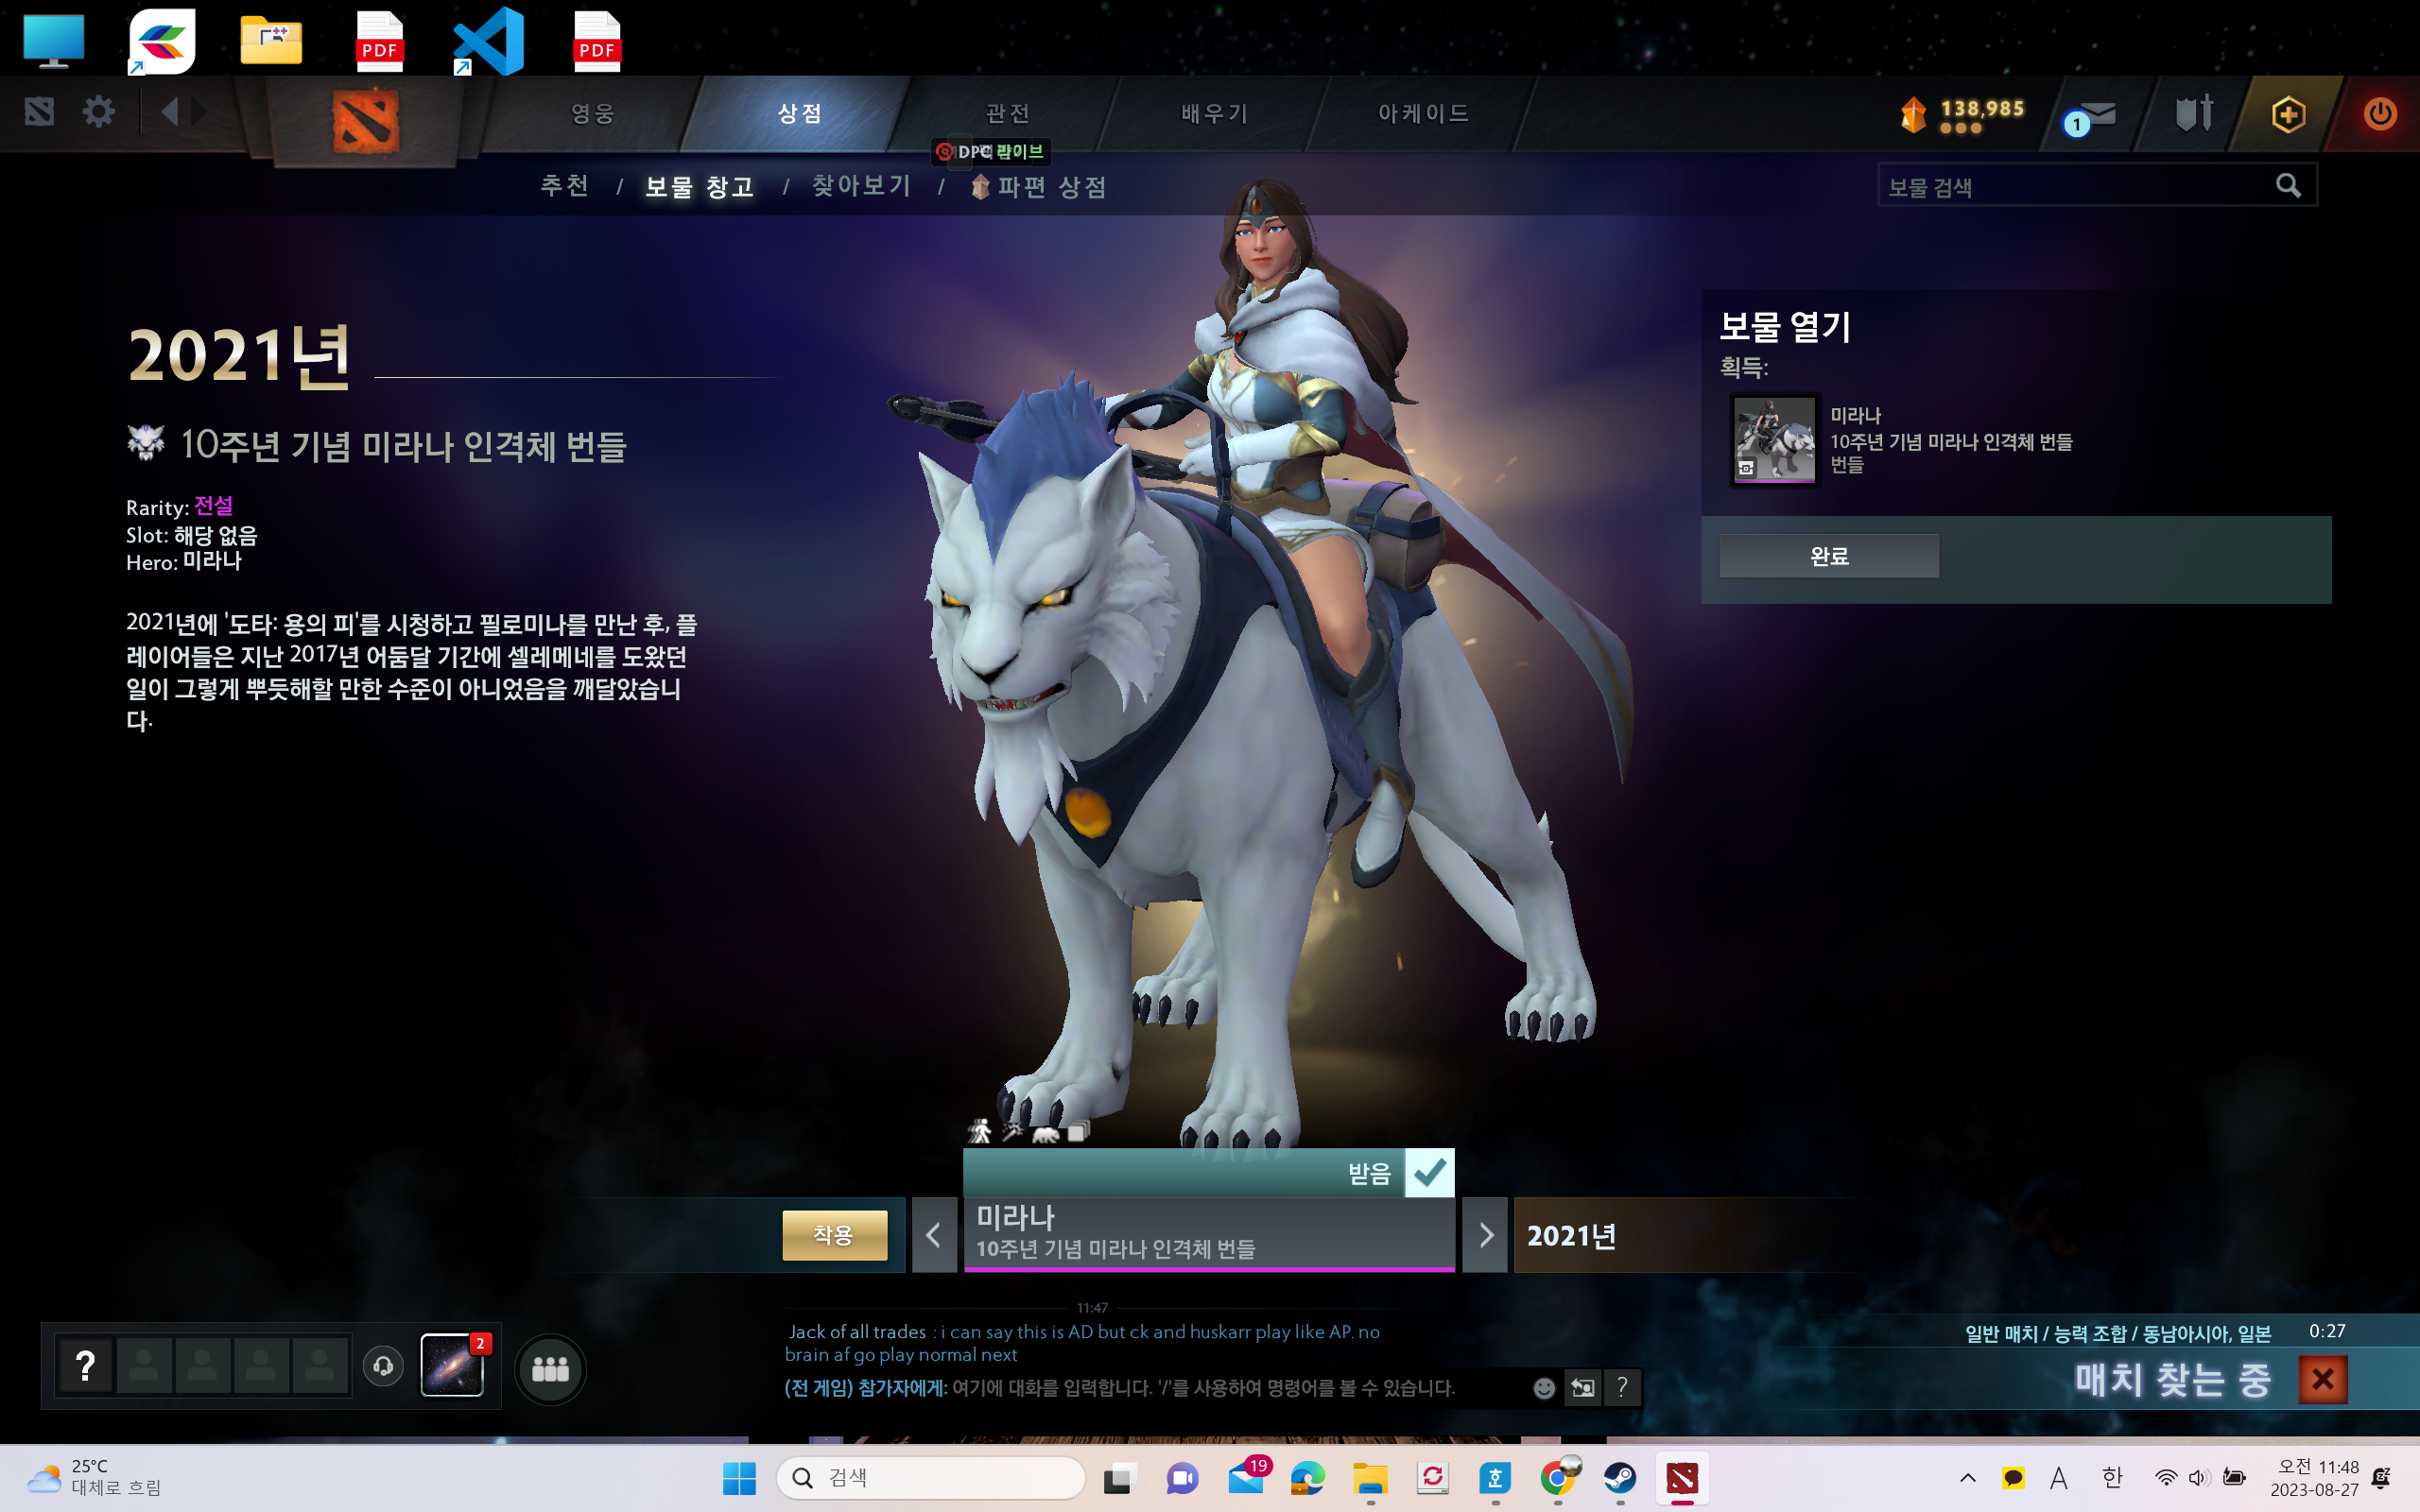 PDF
PDF
영웅
상점
관전
배우기
아케이드
138,985
1
DPC 라이브
추천 / 보물 창고 / 찾아보기 / 파편 상점
보물 검색
2021년
10주년 기념 미라나 인격체 번들
Rarity: 전설
Slot: 해당 없음
Hero: 미라나
2021년에 '도타: 용의 피'를 시청하고 필로미나를 만난 후, 플
레이어들은 지난 2017년 어둠달 기간에 셀레메네를 도왔던
일이 그렇게 뿌듯해할 만한 수준이 아니었음을 깨달았습니
다.
보물 열기
획득:
미라나
10주년 기념 미라나 인격체 번들
번들
완료
받음
착용
미라나
10주년 기념 미라나 인격체 번들
2021년
11:47
Jack of all trades : i can say this is AD but ck and huskarr play like AP. no
brain af go play normal next
(전 게임) 참가자에게: 여기에 대화를 입력합니다. '/'를 사용하여 명령어를 볼 수 있습니다.
?
?
2
일반 매치 / 능력 조합 / 동남아시아, 일본 0:27
매치 찾는 중
25°C
대체로 흐림
검색
19
호
A
한
오전 11:48
2023-08-27